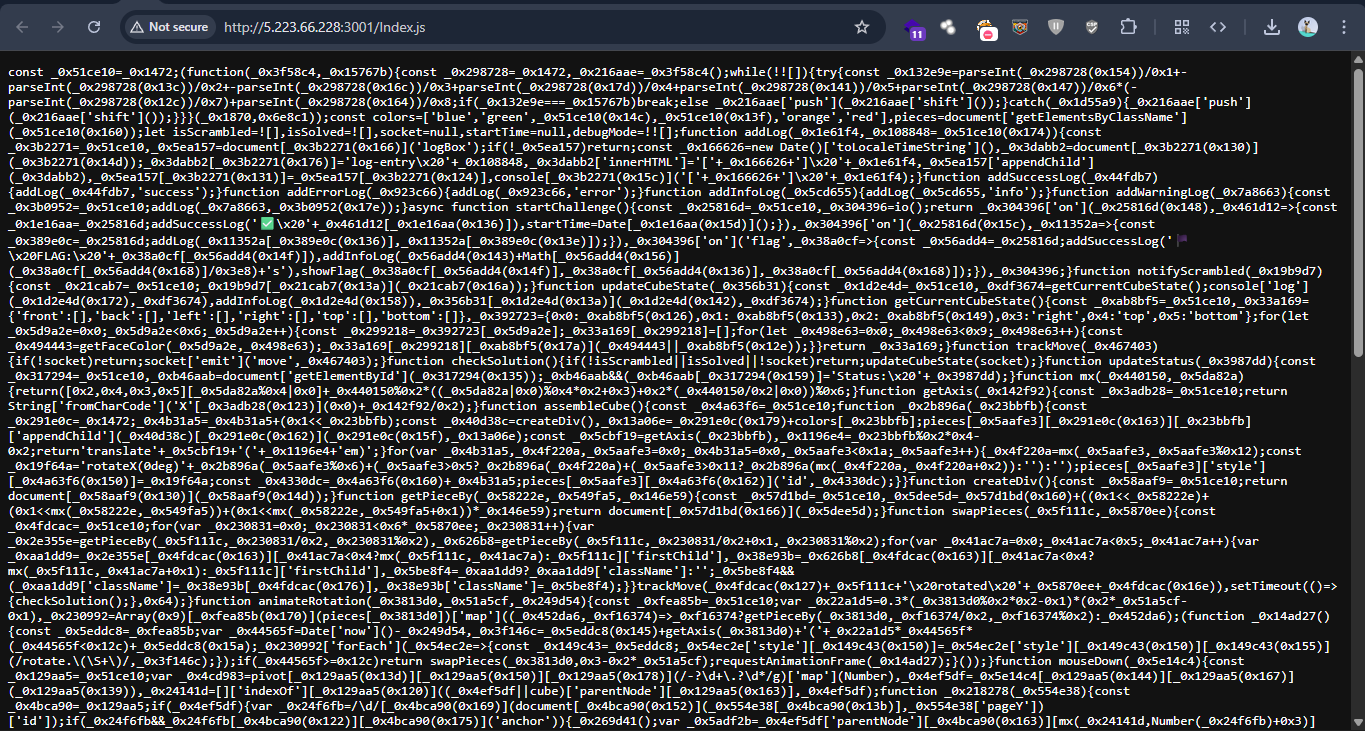 Not secure
http://5.223.66.228:3001/Index.js
11
const _0x51ce10=_0x1472;(function(_0x3f58c4,_0x15767b){const _0x298728=_0x1472,_0x216aae=_0x3f58c4();while(!![]){try{const _0x132e9e=parseInt(_0x298728(0x154))/0x1+-
parseInt(_0x298728(0x13c))/0x2+-parseInt(_0x298728(0x16c))/0x3+parseInt(_0x298728(0x17d))/0x4+parseInt(_0x298728(0x141))/0x5+parseInt(_0x298728(0x147))/0x6*(-
parseInt(_0x298728(0x12c))/0x7)+parseInt(_0x298728(0x164))/0x8;if(_0x132e9e===_0x15767b)break;else _0x216aae['push'](_0x216aae['shift']());}catch(_0x1d55a9){_0x216aae['push']
(_0x216aae['shift']());}}}(_0x1870,0x6e8c1));const colors=['blue','green',_0x51ce10(0x14c),_0x51ce10(0x13f),'orange','red'],pieces=document['getElementsByClassName']
(_0x51ce10(0x160));let isScrambled=![],isSolved=![],socket=null,startTime=null,debugMode=!![];function addLog(_0x1e61f4,_0x108848=_0x51ce10(0x174)){const
_0x3b2271=_0x51ce10,_0x5ea157=document[_0x3b2271(0x166)]('logBox');if(!_0x5ea157)return;const _0x166626=new Date()['toLocaleTimeString'](),_0x3dabb2=document[_0x3b2271(0x130)]
(_0x3b2271(0x14d));_0x3dabb2[_0x3b2271(0x176)]='log-entry\x20'+_0x108848,_0x3dabb2['innerHTML']='['+_0x166626+']\x20'+_0x1e61f4,_0x5ea157['appendChild']
(_0x3dabb2),_0x5ea157[_0x3b2271(0x131)]=_0x5ea157[_0x3b2271(0x124)],console[_0x3b2271(0x15c)]('['+_0x166626+']\x20'+_0x1e61f4);}function addSuccessLog(_0x44fdb7)
{addLog(_0x44fdb7,'success');}function addErrorLog(_0x923c66){addLog(_0x923c66,'error');}function addInfoLog(_0x5cd655){addLog(_0x5cd655,'info');}function addWarningLog(_0x7a8663){const
_0x3b0952=_0x51ce10;addLog(_0x7a8663,_0x3b0952(0x17e));}async function startChallenge(){const _0x25816d=_0x51ce10,_0x304396=io();return _0x304396['on'](_0x25816d(0x148),_0x461d12=>{const
_0x1e16aa=_0x25816d;addSuccessLog('✅\x20'+_0x461d12[_0x1e16aa(0x136)]),startTime=Date[_0x1e16aa(0x15d)]();}),_0x304396['on'](_0x25816d(0x15c),_0x11352a=>{const
_0x389e0c=_0x25816d;addLog(_0x11352a[_0x389e0c(0x136)],_0x11352a[_0x389e0c(0x13e)]);}),_0x304396['on']('flag',_0x38a0cf=>{const _0x56add4=_0x25816d;addSuccessLog('🏴
\x20FLAG:\x20'+_0x38a0cf[_0x56add4(0x14f)]),addInfoLog(_0x56add4(0x143)+Math[_0x56add4(0x156)]
(_0x38a0cf[_0x56add4(0x168)]/0x3e8)+'s'),showFlag(_0x38a0cf[_0x56add4(0x14f)],_0x38a0cf[_0x56add4(0x136)],_0x38a0cf[_0x56add4(0x168)]);}),_0x304396;}function notifyScrambled(_0x19b9d7)
{const _0x21cab7=_0x51ce10;_0x19b9d7[_0x21cab7(0x13a)](_0x21cab7(0x16a));}function updateCubeState(_0x356b31){const _0x1d2e4d=_0x51ce10,_0xdf3674=getCurrentCubeState();console['log']
(_0x1d2e4d(0x172),_0xdf3674),addInfoLog(_0x1d2e4d(0x158)),_0x356b31[_0x1d2e4d(0x13a)](_0x1d2e4d(0x142),_0xdf3674);}function getCurrentCubeState(){const _0xab8bf5=_0x51ce10,_0x33a169=
{'front':[],'back':[],'left':[],'right':[],'top':[],'bottom':[]},_0x392723={0x0:_0xab8bf5(0x126),0x1:_0xab8bf5(0x133),0x2:_0xab8bf5(0x149),0x3:'right',0x4:'top',0x5:'bottom'};for(let
_0x5d9a2e=0x0;_0x5d9a2e<0x6;_0x5d9a2e++){const _0x299218=_0x392723[_0x5d9a2e];_0x33a169[_0x299218]=[];for(let _0x498e63=0x0;_0x498e63<0x9;_0x498e63++){const
_0x494443=getFaceColor(_0x5d9a2e,_0x498e63);_0x33a169[_0x299218][_0xab8bf5(0x17a)](_0x494443||_0xab8bf5(0x12e));}}return _0x33a169;}function trackMove(_0x467403)
{if(!socket)return;socket['emit']('move',_0x467403);}function checkSolution(){if(!isScrambled||isSolved||!socket)return;updateCubeState(socket);}function updateStatus(_0x3987dd){const
_0x317294=_0x51ce10,_0xb46aab=document['getElementById'](_0x317294(0x135));_0xb46aab&&(_0xb46aab[_0x317294(0x159)]='Status:\x20'+_0x3987dd);}function mx(_0x440150,_0x5da82a)
{return([0x2,0x4,0x3,0x5][_0x5da82a%0x4|0x0]+_0x440150%0x2*((_0x5da82a|0x0)%0x4*0x2+0x3)+0x2*(_0x440150/0x2|0x0))%0x6;}function getAxis(_0x142f92){const _0x3adb28=_0x51ce10;return
String['fromCharCode']('X'[_0x3adb28(0x123)](0x0)+_0x142f92/0x2);}function assembleCube(){const _0x4a63f6=_0x51ce10;function _0x2b896a(_0x23bbfb){const
_0x291e0c=_0x1472;_0x4b31a5=_0x4b31a5+(0x1<<_0x23bbfb);const _0x40d38c=createDiv(),_0x13a06e=_0x291e0c(0x179)+colors[_0x23bbfb];pieces[_0x5aafe3][_0x291e0c(0x163)][_0x23bbfb]
['appendChild'](_0x40d38c)[_0x291e0c(0x162)](_0x291e0c(0x15f),_0x13a06e);const _0x5cbf19=getAxis(_0x23bbfb),_0x1196e4=_0x23bbfb%0x2*0x4-
0x2;return'translate'+_0x5cbf19+'('+_0x1196e4+'em)';}for(var _0x4b31a5,_0x4f220a,_0x5aafe3=0x0;_0x4b31a5=0x0,_0x5aafe3<0x1a;_0x5aafe3++){_0x4f220a=mx(_0x5aafe3,_0x5aafe3%0x12);const
_0x19f64a='rotateX(0deg)'+_0x2b896a(_0x5aafe3%0x6)+(_0x5aafe3>0x5?_0x2b896a(_0x4f220a)+(_0x5aafe3>0x11?_0x2b896a(mx(_0x4f220a,_0x4f220a+0x2)):''):'');pieces[_0x5aafe3]['style']
[_0x4a63f6(0x150)]=_0x19f64a;const _0x4330dc=_0x4a63f6(0x160)+_0x4b31a5;pieces[_0x5aafe3][_0x4a63f6(0x162)]('id',_0x4330dc);}}function createDiv(){const _0x58aaf9=_0x51ce10;return
document[_0x58aaf9(0x130)](_0x58aaf9(0x14d));}function getPieceBy(_0x58222e,_0x549fa5,_0x146e59){const _0x57d1bd=_0x51ce10,_0x5dee5d=_0x57d1bd(0x160)+((0x1<<_0x58222e)+
(0x1<<mx(_0x58222e,_0x549fa5))+(0x1<<mx(_0x58222e,_0x549fa5+0x1))*_0x146e59);return document[_0x57d1bd(0x166)](_0x5dee5d);}function swapPieces(_0x5f111c,_0x5870ee){const
_0x4fdcac=_0x51ce10;for(var _0x230831=0x0;_0x230831<0x6*_0x5870ee;_0x230831++){var
_0x2e355e=getPieceBy(_0x5f111c,_0x230831/0x2,_0x230831%0x2),_0x626b8=getPieceBy(_0x5f111c,_0x230831/0x2+0x1,_0x230831%0x2);for(var _0x41ac7a=0x0;_0x41ac7a<0x5;_0x41ac7a++){var
_0xaa1dd9=_0x2e355e[_0x4fdcac(0x163)][_0x41ac7a<0x4?mx(_0x5f111c,_0x41ac7a):_0x5f111c]['firstChild'],_0x38e93b=_0x626b8[_0x4fdcac(0x163)][_0x41ac7a<0x4?
mx(_0x5f111c,_0x41ac7a+0x1):_0x5f111c]['firstChild'],_0x5be8f4=_0xaa1dd9?_0xaa1dd9['className']:'';_0x5be8f4&&
(_0xaa1dd9['className']=_0x38e93b[_0x4fdcac(0x176)],_0x38e93b['className']=_0x5be8f4);}}trackMove(_0x4fdcac(0x127)+_0x5f111c+'\x20rotated\x20'+_0x5870ee+_0x4fdcac(0x16e)),setTimeout(()=>
{checkSolution();},0x64);}function animateRotation(_0x3813d0,_0x51a5cf,_0x249d54){const _0xfea85b=_0x51ce10;var _0x22a1d5=0.3*(_0x3813d0%0x2*0x2-0x1)*(0x2*_0x51a5cf-
0x1),_0x230992=Array(0x9)[_0xfea85b(0x170)](pieces[_0x3813d0])['map']((_0x452da6,_0xf16374)=>_0xf16374?getPieceBy(_0x3813d0,_0xf16374/0x2,_0xf16374%0x2):_0x452da6);(function _0x14ad27()
{const _0x5eddc8=_0xfea85b;var _0x44565f=Date['now']()-_0x249d54,_0x3f146c=_0x5eddc8(0x145)+getAxis(_0x3813d0)+'('+_0x22a1d5*_0x44565f*
(_0x44565f<0x12c)+_0x5eddc8(0x15a);_0x230992['forEach'](_0x54ec2e=>{const _0x149c43=_0x5eddc8;_0x54ec2e['style'][_0x149c43(0x150)]=_0x54ec2e['style'][_0x149c43(0x150)][_0x149c43(0x155)]
(/rotate.\(\S+\)/,_0x3f146c);});if(_0x44565f>=0x12c)return swapPieces(_0x3813d0,0x3-0x2*_0x51a5cf);requestAnimationFrame(_0x14ad27);}());}function mouseDown(_0x5e14c4){const
_0x129aa5=_0x51ce10;var _0x4cd983=pivot[_0x129aa5(0x13d)][_0x129aa5(0x150)][_0x129aa5(0x178)](/-?\d+\.?\d*/g)['map'](Number),_0x4ef5df=_0x5e14c4[_0x129aa5(0x144)][_0x129aa5(0x167)]
(_0x129aa5(0x139)),_0x24141d=[]['indexOf'][_0x129aa5(0x120)]((_0x4ef5df||cube)['parentNode'][_0x129aa5(0x163)],_0x4ef5df);function _0x218278(_0x554e38){const
_0x4bca90=_0x129aa5;if(_0x4ef5df){var _0x24f6fb=/\d/[_0x4bca90(0x169)](document[_0x4bca90(0x152)](_0x554e38[_0x4bca90(0x13b)],_0x554e38['pageY'])
['id']);if(_0x24f6fb&&_0x24f6fb[_0x4bca90(0x122)][_0x4bca90(0x175)]('anchor')){_0x269d41();var _0x5adf2b=_0x4ef5df['parentNode'][_0x4bca90(0x163)][mx(_0x24141d,Number(_0x24f6fb)+0x3)]